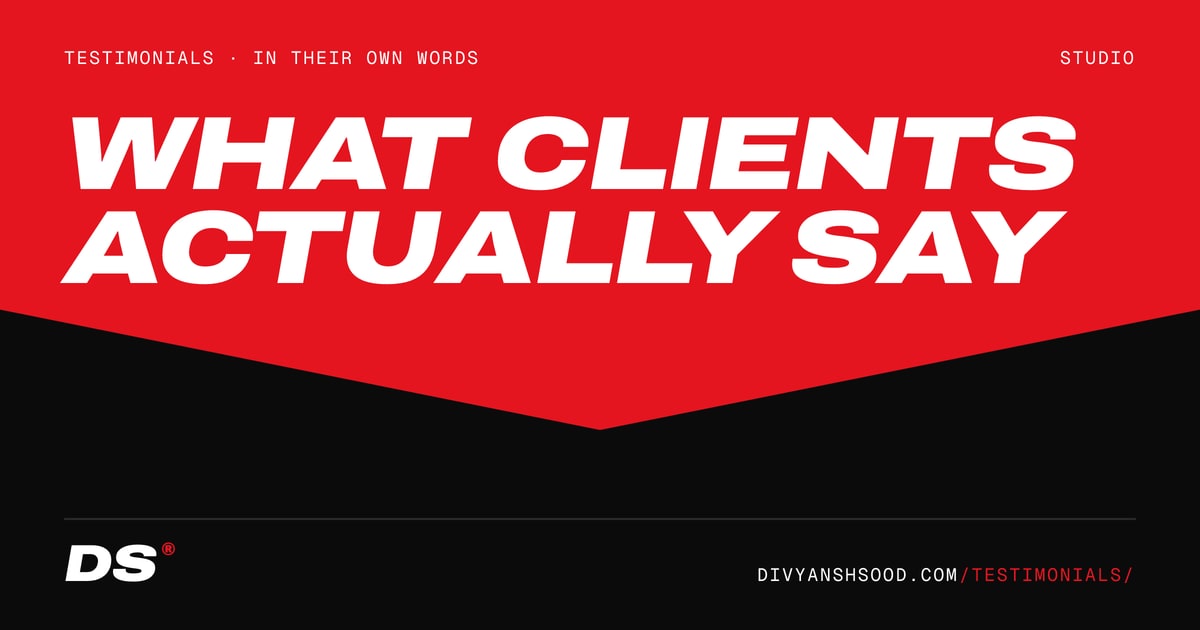 TESTIMONIALS · IN THEIR OWN WORDS
STUDIO
WHAT CLIENTS
ACTUALLY SAY
DS®
DIVYANSHSOOD.COM/TESTIMONIALS/